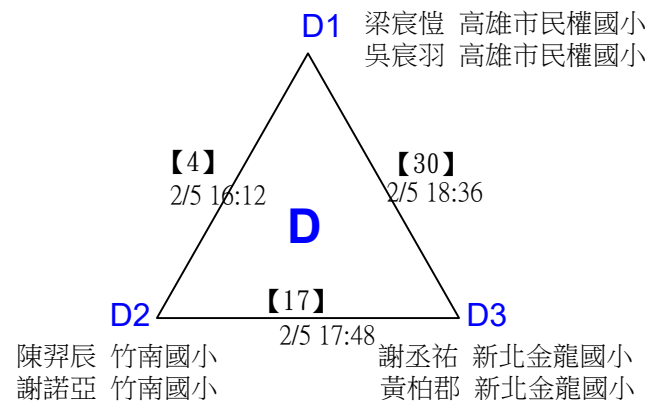 D1 梁宸愷 高雄市民權國小
吳宸羽 高雄市民權國小
【4】
2/5 16:12
【30】
2/5 18:36
D
【17】
2/5 17:48
D2
陳羿辰 竹南國小
謝諾亞 竹南國小
D3
謝丞祐 新北金龍國小
黃柏郡 新北金龍國小